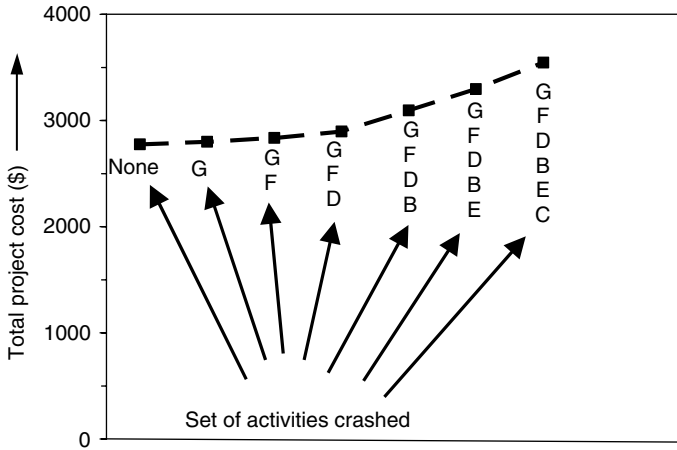 4000
3000
2000
1000
0
Total project cost ($)
None
G
G
F
G
F
D
G
F
D
B
G
F
D
B
E
G
F
D
B
E
C
Set of activities crashed